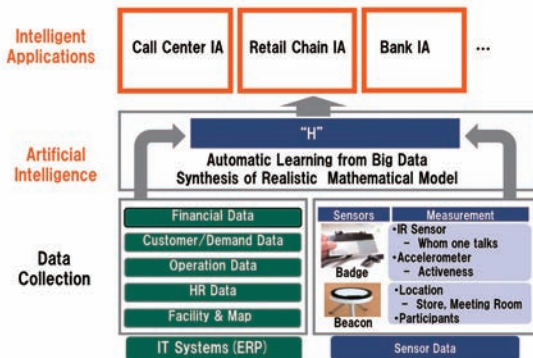 Intelligent
Applications
Call Center IA
Retail Chain IA
Bank IA
...
Artificial
Intelligence
"H"
Automatic Learning from Big Data
Synthesis of Realistic Mathematical Model
Data
Collection
Financial Data
Customer/Demand Data
Operation Data
HR Data
Facility & Map
IT Systems (ERP)
Sensors
Measurement
Badge
•IR Sensor
– Whom one talks
•Accelerometer
– Activeness
Beacon
•Location
– Store, Meeting Room
•Participants
Sensor Data